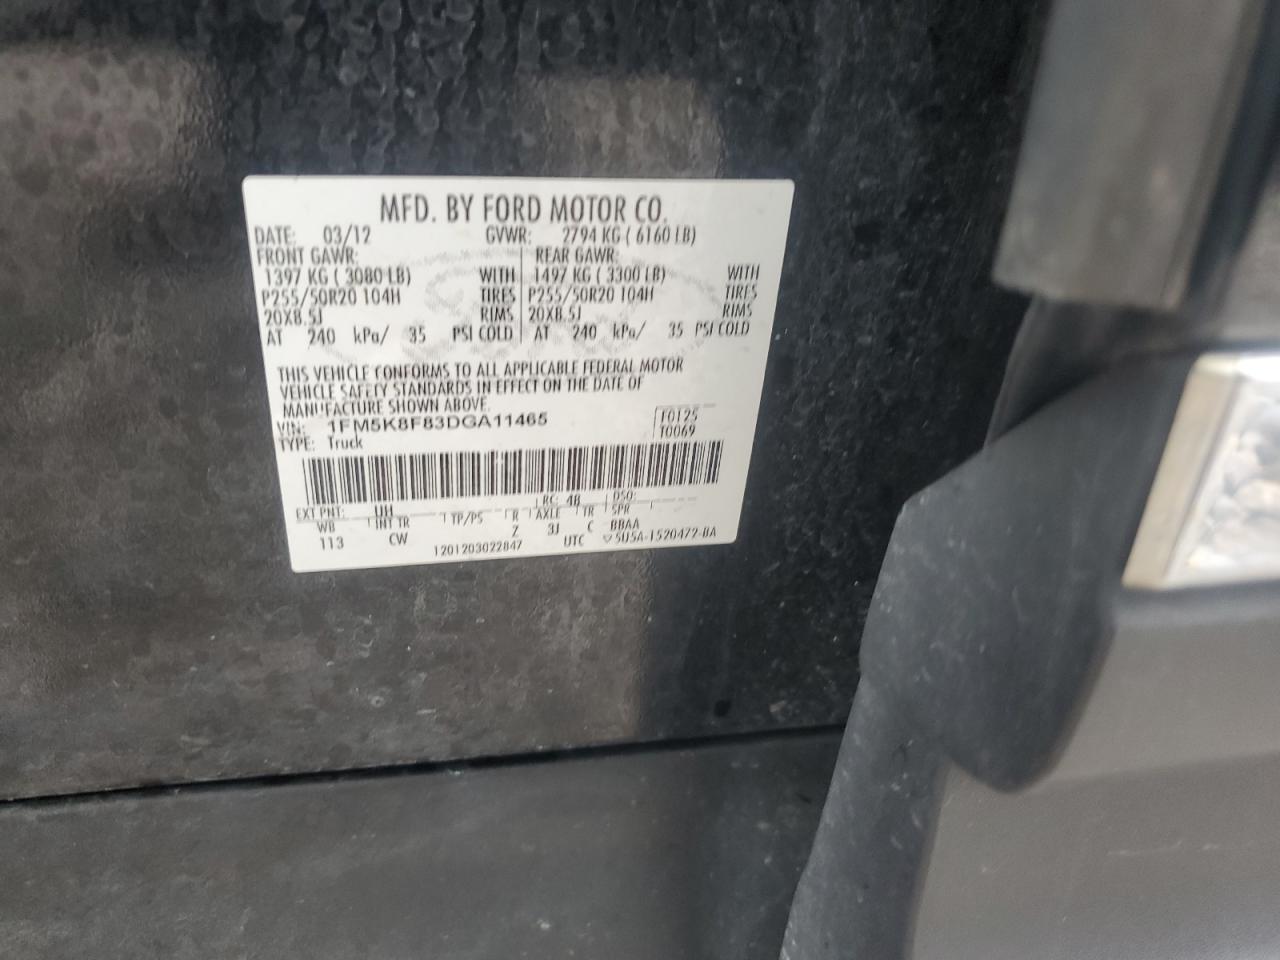 MFD. BY FORD MOTOR CO.
DATE: 03/12 GVWR: 2794 KG ( 6160 LB)
FRONT GAWR: REAR GAWR:
1397 KG ( 3080 LB) WITH 1497 KG ( 3300 LB) WITH
P255/50R20 104H TIRES P255/50R20 104H TIRES
20X8.5J RIMS 20X8.5J RIMS
AT 240 kPa/ 35 PSI COLD AT 240 kPa/ 35 PSI COLD
THIS VEHICLE CONFORMS TO ALL APPLICABLE FEDERAL MOTOR
VEHICLE SAFETY STANDARDS IN EFFECT ON THE DATE OF
MANUFACTURE SHOWN ABOVE.
VIN: 1FM5K8F83DGA11465 F0125
TYPE: Truck T0069
EXT PNT: UH RC: 48 DSO:
WB INT TR TP/PS R AXLE TR SPR
113 CW Z 3J C BBAA
1201203022847 UTC ▽5U5A-1520472-BA